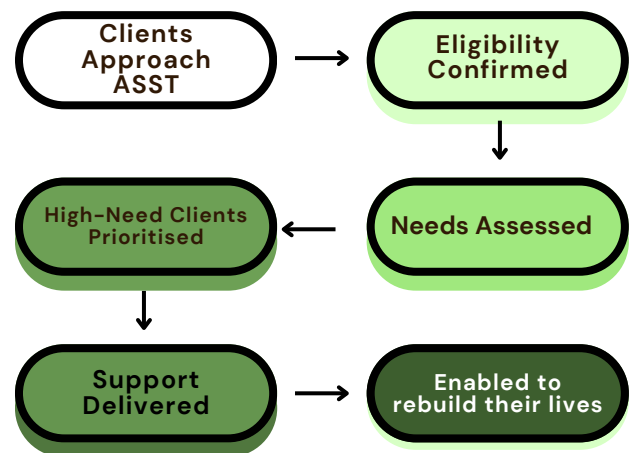 Clients
Approach
ASST
Eligibility
Confirmed
Needs Assessed
High-Need Clients
Prioritised
Support
Delivered
Enabled to
rebuild their lives